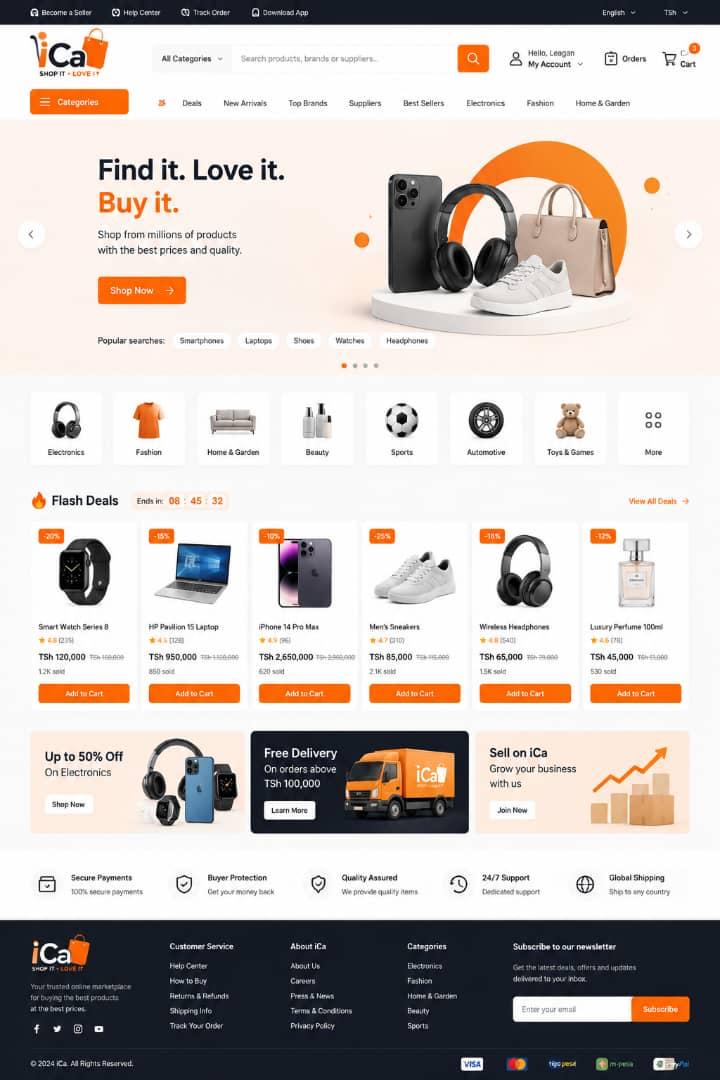 Become a Seller
Help Center
Track Order
Download App
English
TSh
iCa
SHOP IT • LOVE IT
All Categories
Search products, brands or suppliers...
Hello, Leagan
My Account
Orders
3
Cart
Categories
Deals
New Arrivals
Top Brands
Suppliers
Best Sellers
Electronics
Fashion
Home & Garden
Find it. Love it.
Buy it.
Shop from millions of products
with the best prices and quality.
Shop Now
Popular searches:
Smartphones
Laptops
Shoes
Watches
Headphones
Electronics
Fashion
Home & Garden
Beauty
Sports
Automotive
Toys & Games
More
Flash Deals
Ends in: 08 : 45 : 32
View All Deals
-20%
-15%
-10%
-25%
-15%
-12%
Smart Watch Series 8
4.8 (235)
TSh 120,000
1.2K sold
Add to Cart
HP Pavilion 15 Laptop
(128)
TSh 950,000
850 sold
Add to Cart
iPhone 14 Pro Max
4.9 (96)
TSh 2,650,000
620 sold
Add to Cart
Men's Sneakers
4.7 (310)
TSh 85,000
2.1K sold
Add to Cart
Wireless Headphones
4.8 (540)
TSh 65,000
1.5K sold
Add to Cart
Luxury Perfume 100ml
4.6 (78)
TSh 45,000
530 sold
Add to Cart
Up to 50% Off
On Electronics
Shop Now
Free Delivery
On orders above
TSh 100,000
Learn More
iCa
Sell on iCa
Grow your business
with us
Join Now
Secure Payments
100% secure payments
Buyer Protection
Get your money back
Quality Assured
We provide quality items
24/7 Support
Dedicated support
Global Shipping
Ship to any country
iCa
SHOP IT • LOVE IT
Your trusted online marketplace
for buying the best products
at the best prices.
Customer Service
Help Center
How to Buy
Returns & Refunds
Shipping Info
Track Your Order
About iCa
About Us
Careers
Press & News
Terms & Conditions
Privacy Policy
Categories
Electronics
Fashion
Home & Garden
Beauty
Sports
Subscribe to our newsletter
Get the latest deals, offers and updates
delivered to your inbox.
Enter your email
Subscribe
© 2024 iCa. All Rights Reserved.
VISA
tigo pesa
m-pesa